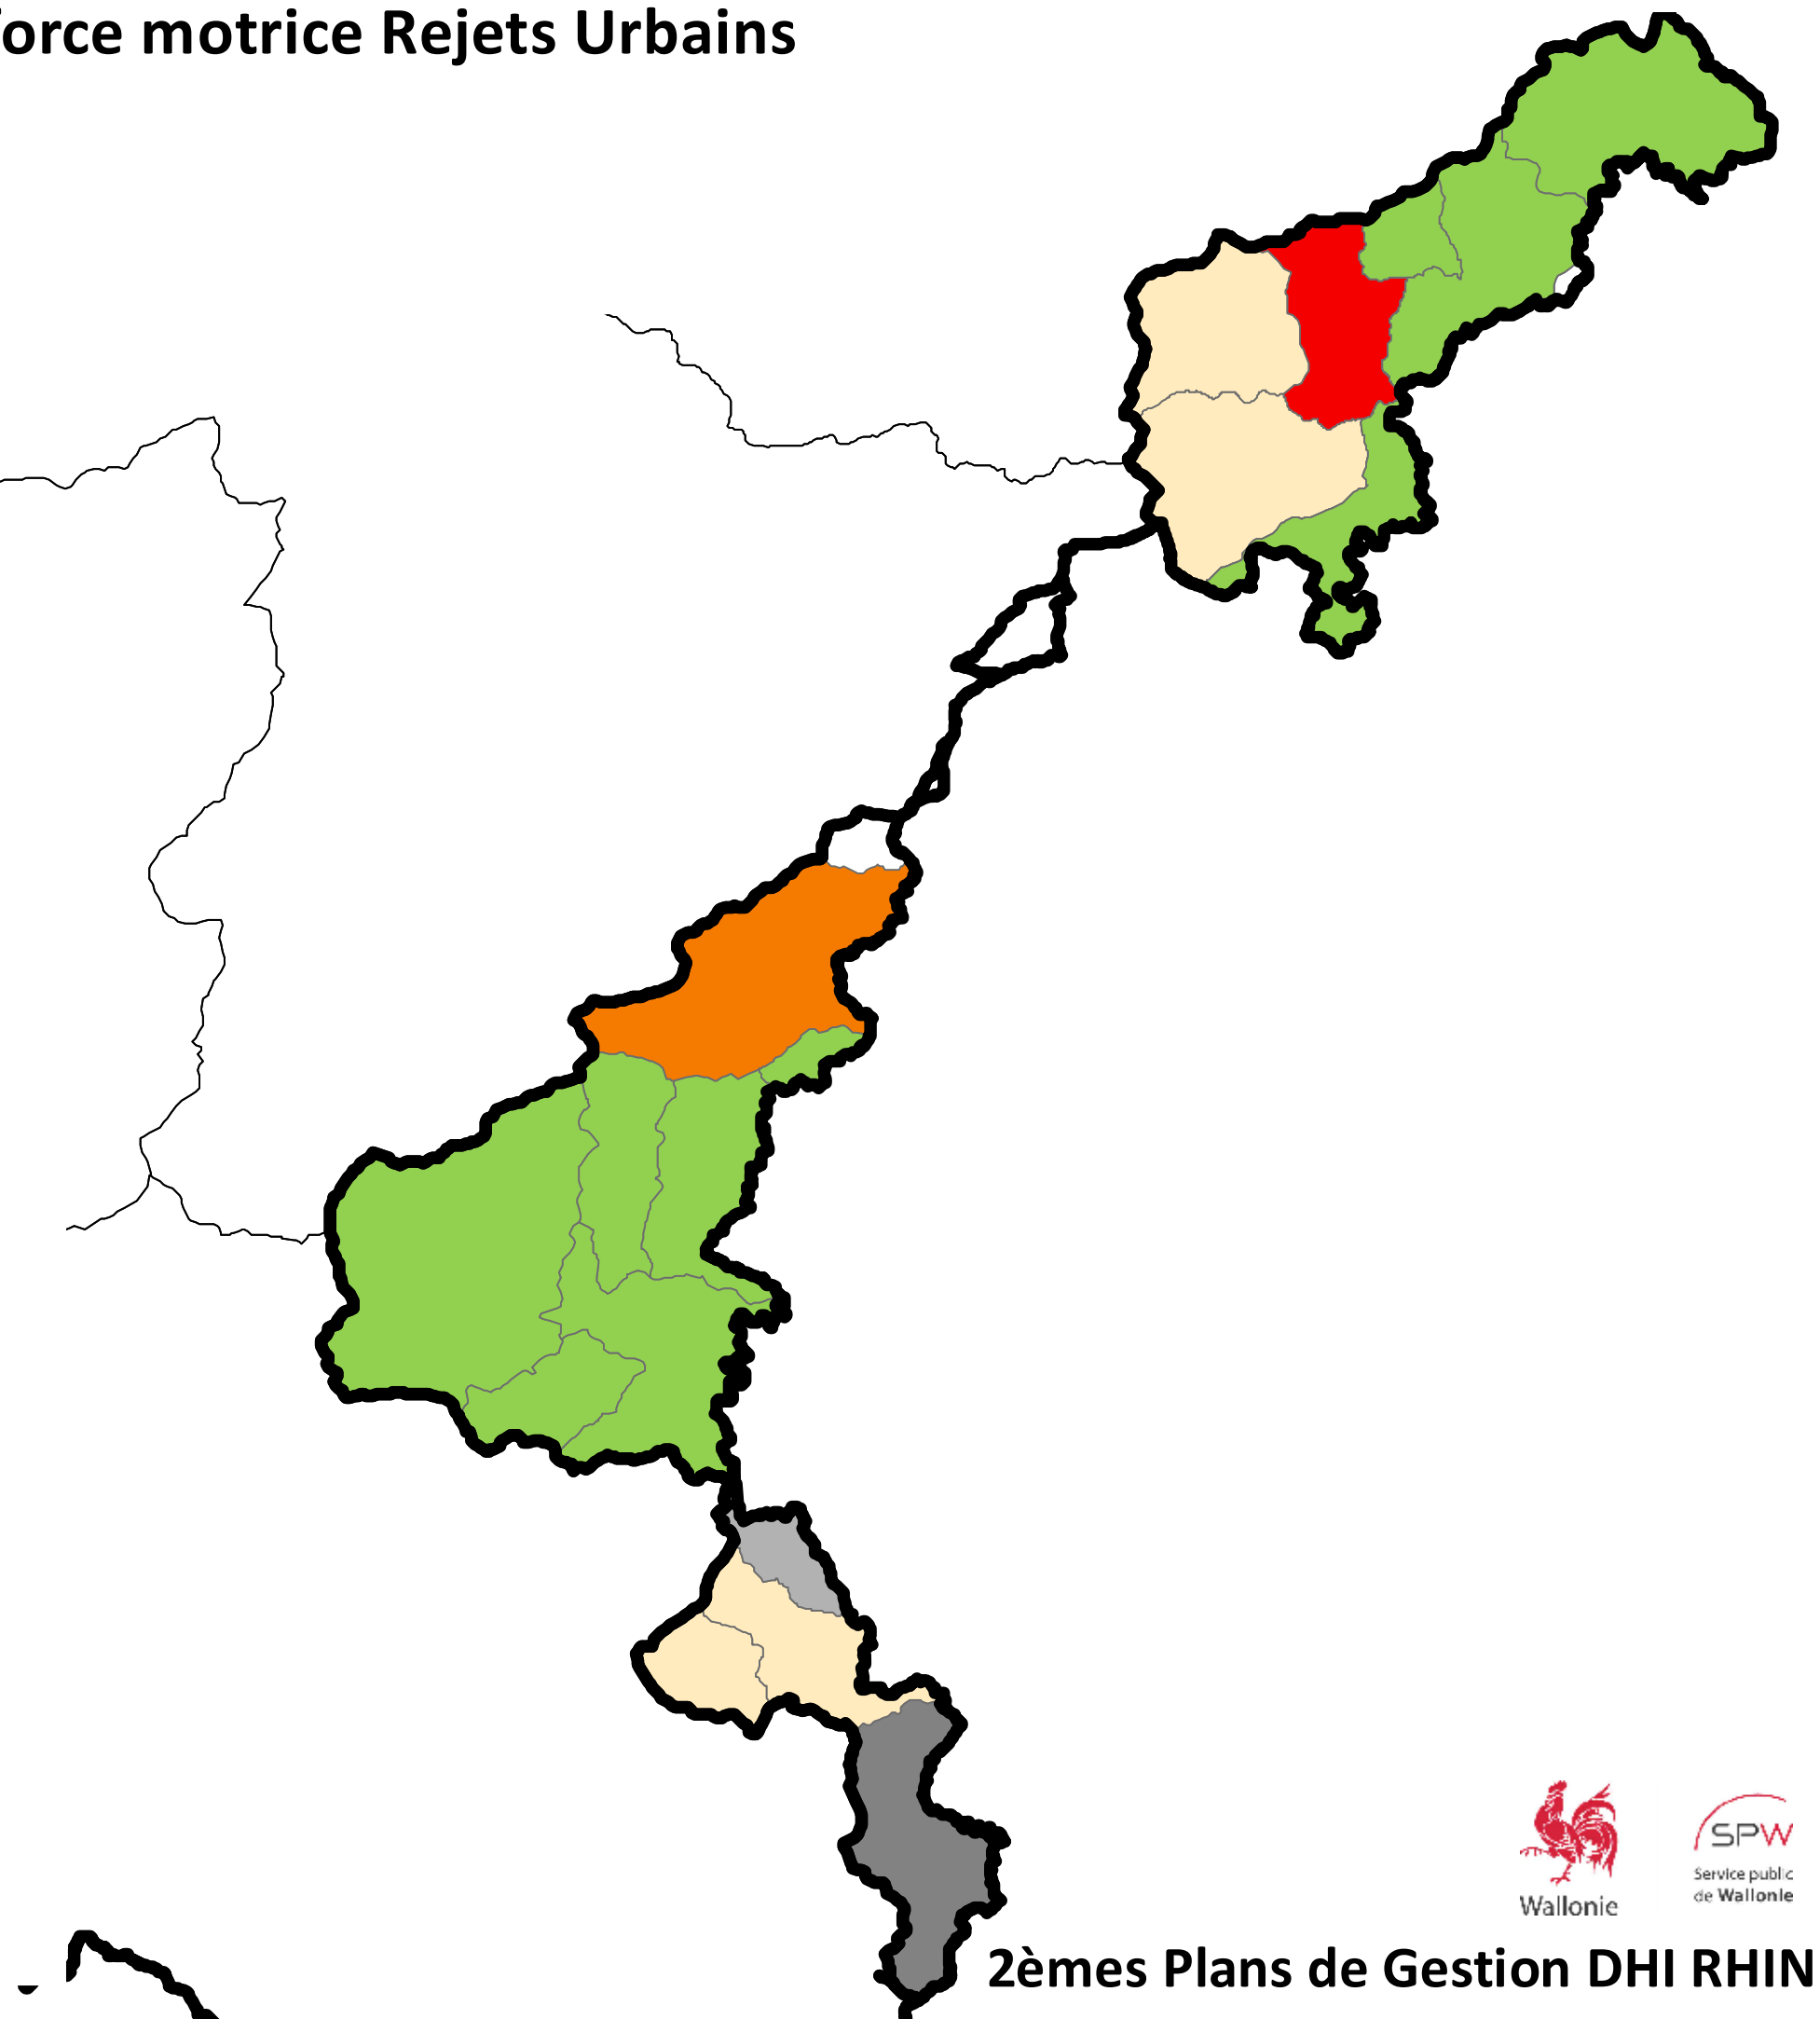 orce motrice Rejets Urbains
Wallonie
SPW
Service public
de Wallonie
2èmes Plans de Gestion DHI RHIN